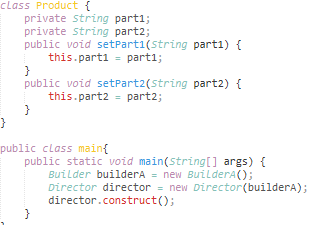 class Product {
    private String part1;
    private String part2;
    public void setPart1(String part1) {
        this.part1 = part1;
    }
    public void setPart2(String part2) {
        this.part2 = part2;
    }
}
public class main{
    public static void main(String[] args) {
        Builder builderA = new BuilderA();
        Director director = new Director(builderA);
        director.construct();
    }
}